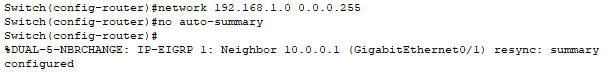 Switch(config-router)#network 192.168.1.0 0.0.0.255
Switch(config-router)#no auto-summary
Switch(config-router)#
%DUAL-5-NBRCHANGE: IP-EIGRP 1: Neighbor 10.0.0.1 (GigabitEthernet0/1) resync: summary
configured